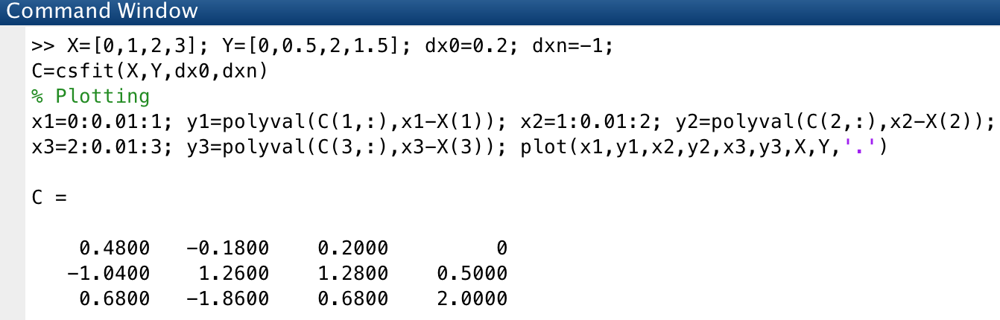 Command Window
>> X=[0,1,2,3]; Y=[0,0.5,2,1.5]; dx0=0.2; dxn=-1;
C=csfit(X,Y,dx0,dxn)
% Plotting
x1=0:0.01:1; y1=polyval(C(1,:),x1-X(1)); x2=1:0.01:2; y2=polyval(C(2,:),x2-X(2));
x3=2:0.01:3; y3=polyval(C(3,:),x3-X(3)); plot(x1,y1,x2,y2,x3,y3,X,Y,'.')
C =
0.4800 -0.1800 0.2000 0
-1.0400 1.2600 1.2800 0.5000
0.6800 -1.8600 0.6800 2.0000